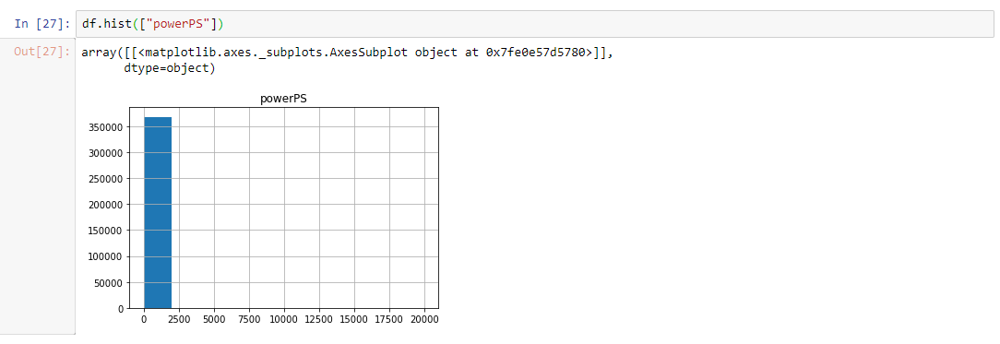 In [27]: df.hist(["powerPS"])
Out[27]: array([[<matplotlib.axes._subplots.AxesSubplot object at 0x7fe0e57d5780>]],
dtype=object)
powerPS
350000
300000
250000
200000
150000
100000
50000
0
0 2500 5000 7500 10000 12500 15000 17500 20000